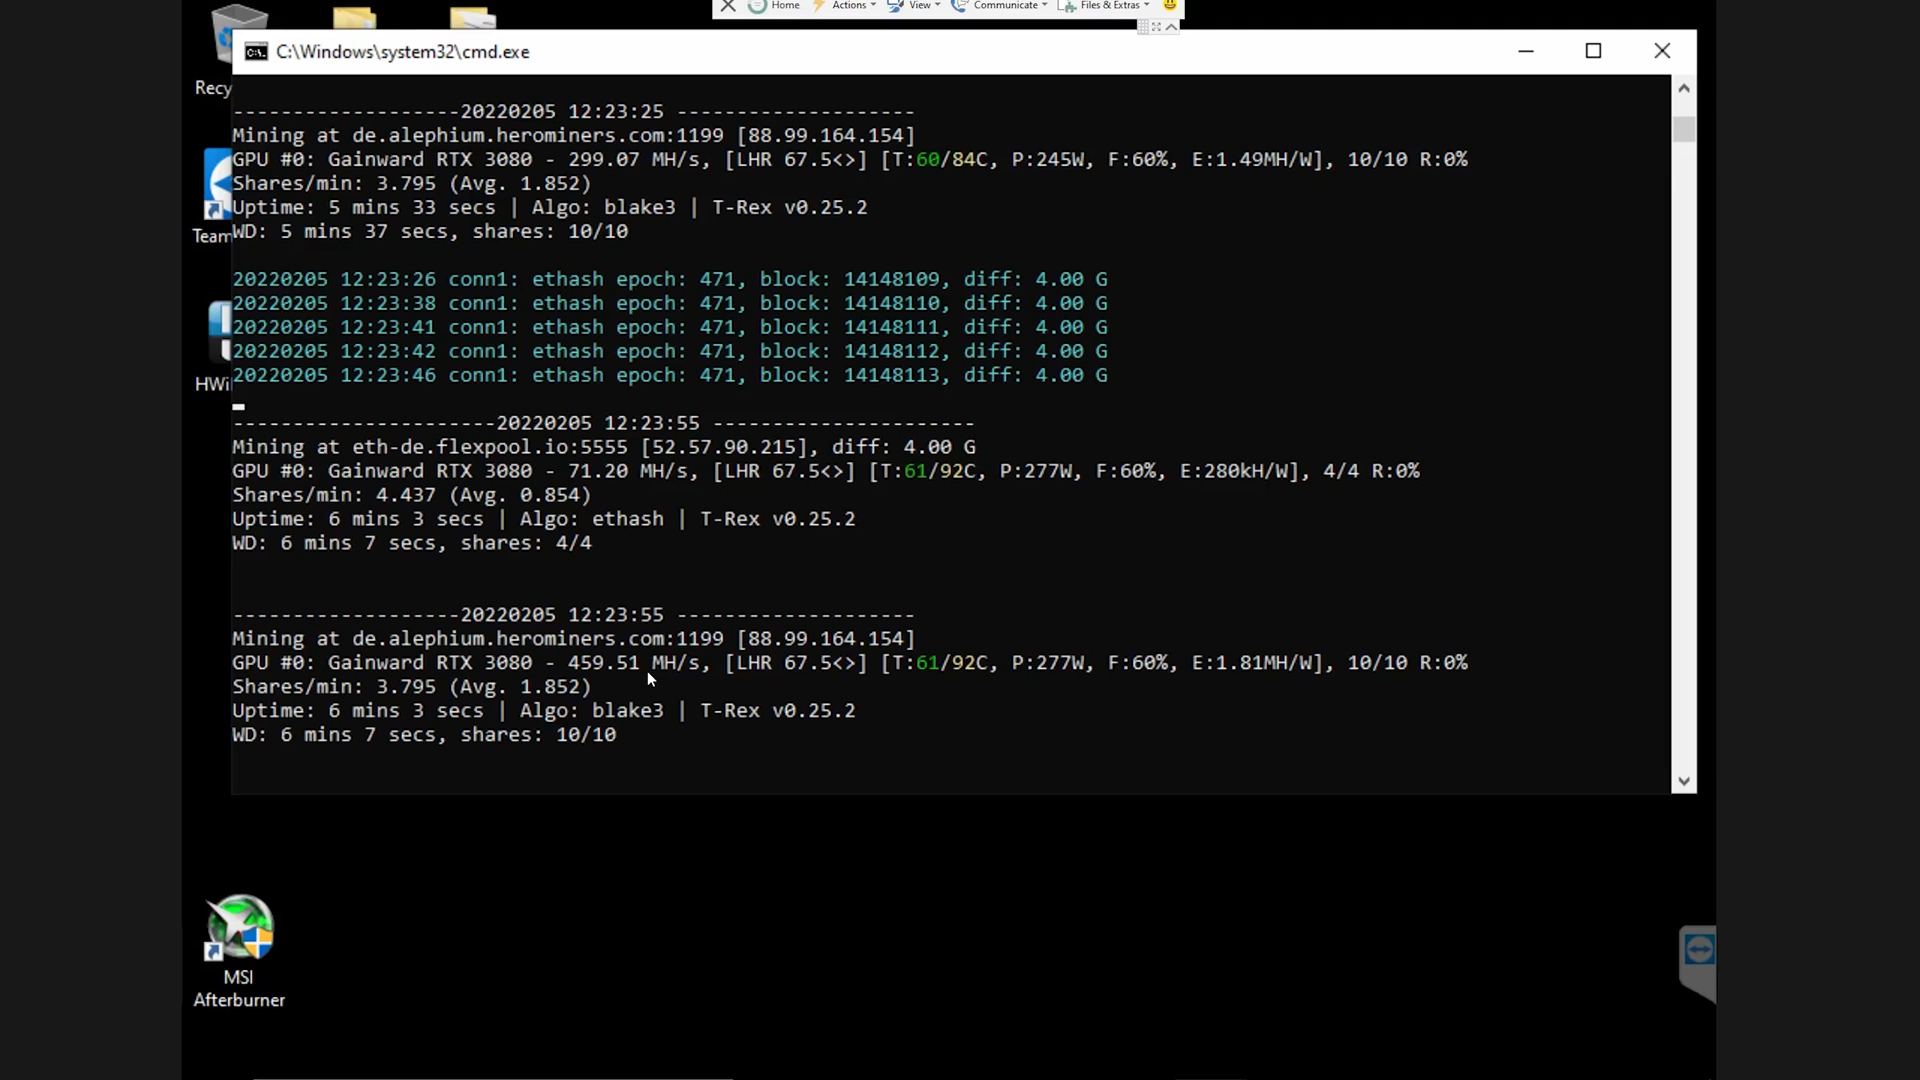 Home Actions View Communicate Files & Extras
C:\Windows\system32\cmd.exe
Recy
-------------------20220205 12:23:25 --------------------
Mining at de.alephium.herominers.com:1199 [88.99.164.154]
GPU #0: Gainward RTX 3080 - 299.07 MH/s, [LHR 67.5<>] [T:60/84C, P:245W, F:60%, E:1.49MH/W], 10/10 R:0%
Shares/min: 3.795 (Avg. 1.852)
Uptime: 5 mins 33 secs | Algo: blake3 | T-Rex v0.25.2
Team
WD: 5 mins 37 secs, shares: 10/10
20220205 12:23:26 conn1: ethash epoch: 471, block: 14148109, diff: 4.00 G
20220205 12:23:38 conn1: ethash epoch: 471, block: 14148110, diff: 4.00 G
20220205 12:23:41 conn1: ethash epoch: 471, block: 14148111, diff: 4.00 G
20220205 12:23:42 conn1: ethash epoch: 471, block: 14148112, diff: 4.00 G
20220205 12:23:46 conn1: ethash epoch: 471, block: 14148113, diff: 4.00 G
HWi
----------------------20220205 12:23:55 ----------------------
Mining at eth-de.flexpool.io:5555 [52.57.90.215], diff: 4.00 G
GPU #0: Gainward RTX 3080 - 71.20 MH/s, [LHR 67.5<>] [T:61/92C, P:277W, F:60%, E:280kH/W], 4/4 R:0%
Shares/min: 4.437 (Avg. 0.854)
Uptime: 6 mins 3 secs | Algo: ethash | T-Rex v0.25.2
WD: 6 mins 7 secs, shares: 4/4
-------------------20220205 12:23:55 --------------------
Mining at de.alephium.herominers.com:1199 [88.99.164.154]
GPU #0: Gainward RTX 3080 - 459.51 MH/s, [LHR 67.5<>] [T:61/92C, P:277W, F:60%, E:1.81MH/W], 10/10 R:0%
Shares/min: 3.795 (Avg. 1.852)
Uptime: 6 mins 3 secs | Algo: blake3 | T-Rex v0.25.2
WD: 6 mins 7 secs, shares: 10/10
MSI
Afterburner